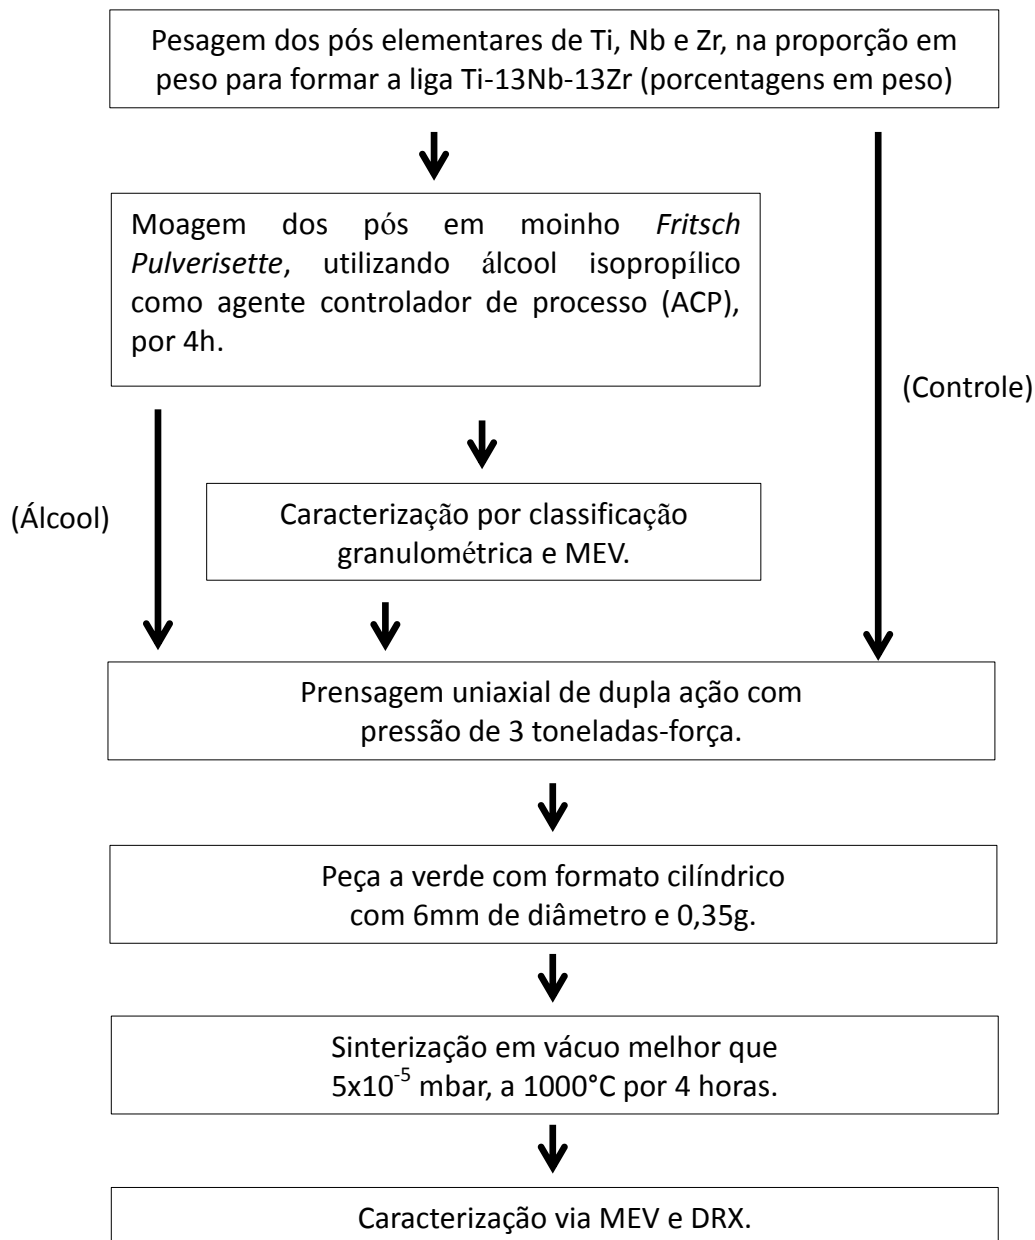 Pesagem dos pós elementares de Ti, Nb e Zr, na proporção em
peso para formar a liga Ti-13Nb-13Zr (porcentagens em peso)
Moagem dos pós em moinho Fritsch
Pulverisette, utilizando álcool isopropílico
como agente controlador de processo (ACP),
por 4h.
(Controle)
(Álcool)
Caracterização por classificação
granulométrica e MEV.
Prensagem uniaxial de dupla ação com
pressão de 3 toneladas-força.
Peça a verde com formato cilíndrico
com 6mm de diâmetro e 0,35g.
Sinterização em vácuo melhor que
5x10⁻⁵ mbar, a 1000°C por 4 horas.
Caracterização via MEV e DRX.